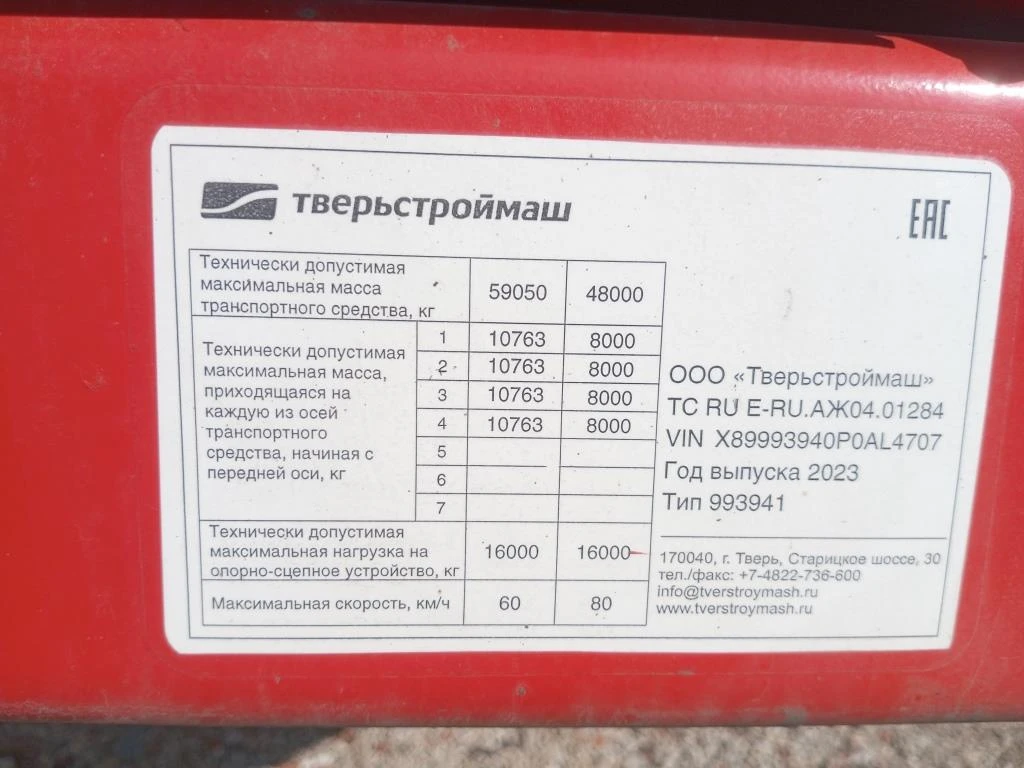 тверьстроймаш
EAC
Технически допустимая
максимальная масса
транспортного средства, кг
59050 48000
Технически допустимая
максимальная масса,
приходящаяся на
каждую из осей
транспортного
средства, начиная с
передней оси, кг
1 10763 8000
2 10763 8000
3 10763 8000
4 10763 8000
5
6
7
Технически допустимая
максимальная нагрузка на
опорно-сцепное устройство, кг
16000 16000
Максимальная скорость, км/ч 60 80
ООО «Тверьстроймаш»
ТС RU E-RU.АЖ04.01284
VIN X89993940P0AL4707
Год выпуска 2023
Тип 993941
170040, г. Тверь, Старицкое шоссе, 30
тел./факс: +7-4822-736-600
info@tverstroymash.ru
www.tverstroymash.ru